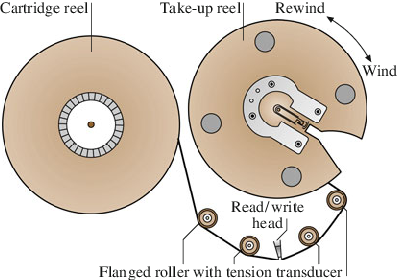 Cartridge reel
Take-up reel
Rewind
Wind
Read/write
head
Flanged roller with tension transducer